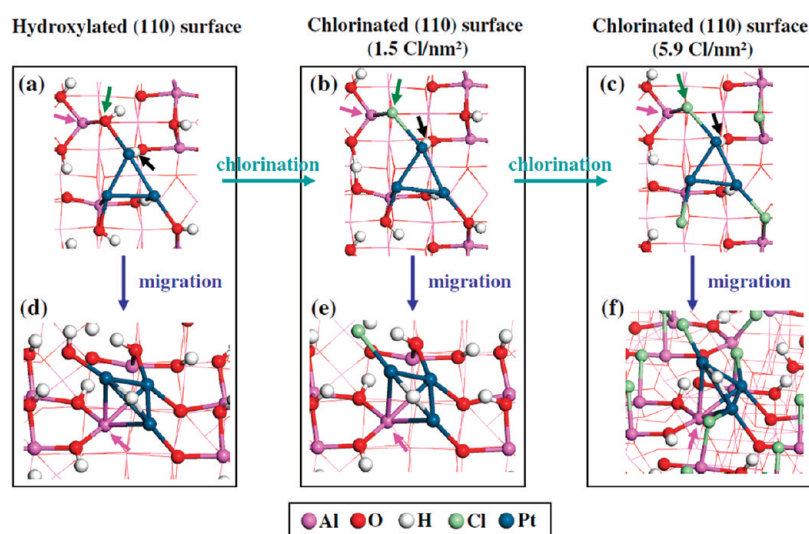 Hydroxylated (110) surface
Chlorinated (110) surface
(1.5 Cl/nm²)
Chlorinated (110) surface
(5.9 Cl/nm²)
(a)
(b)
(c)
chlorination
chlorination
migration
migration
migration
(d)
(e)
(f)
Al O H Cl Pt